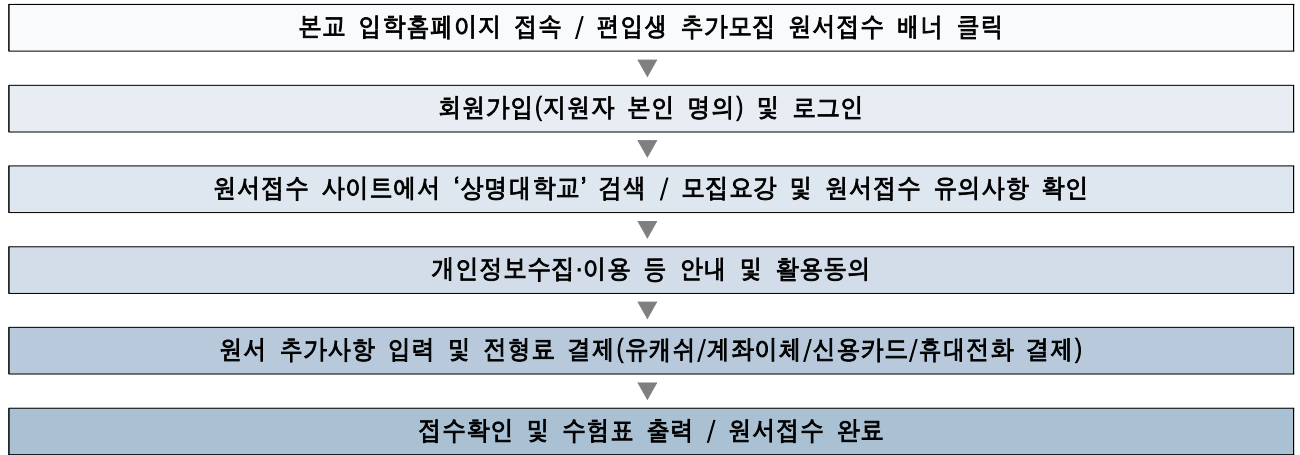 본교 입학홈페이지 접속 / 편입생 추가모집 원서접수 배너 클릭
회원가입(지원자 본인 명의) 및 로그인
원서접수 사이트에서 ‘상명대학교’ 검색 / 모집요강 및 원서접수 유의사항 확인
개인정보수집·이용 등 안내 및 활용동의
원서 추가사항 입력 및 전형료 결제(유캐쉬/계좌이체/신용카드/휴대전화 결제)
접수확인 및 수험표 출력 / 원서접수 완료